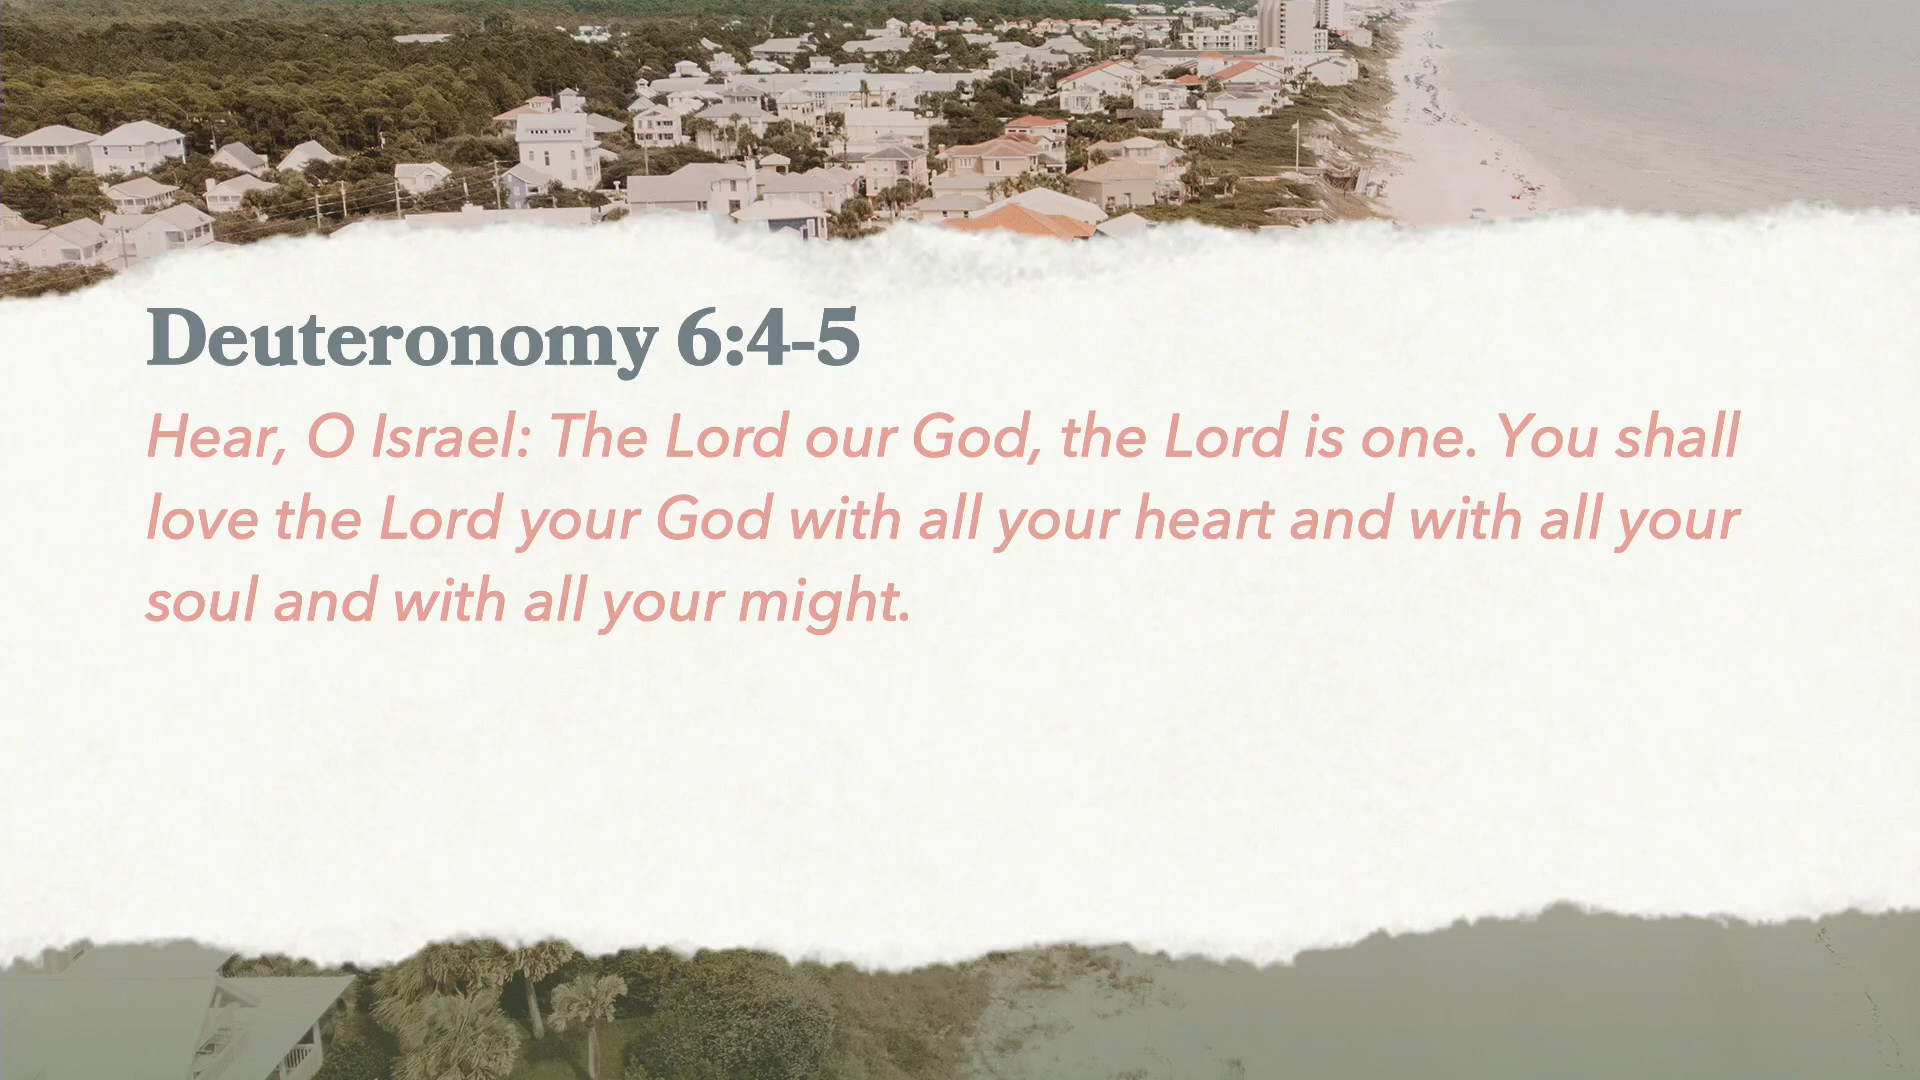 Deuteronomy 6:4-5
Hear, O Israel: The Lord our God, the Lord is one. You shall
love the Lord your God with all your heart and with all your
soul and with all your might.